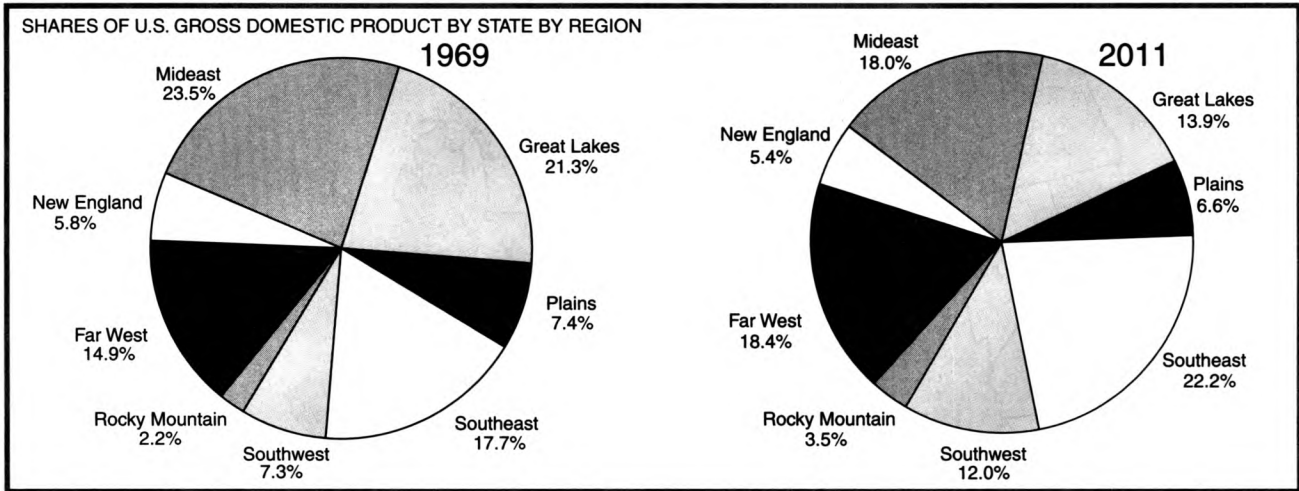 SHARES OF U.S. GROSS DOMESTIC PRODUCT BY STATE BY REGION
1969
Mideast
23.5%
Great Lakes
21.3%
New England
5.8%
Plains
7.4%
Far West
14.9%
Rocky Mountain
2.2%
Southwest
7.3%
Southeast
17.7%
2011
Mideast
18.0%
Great Lakes
13.9%
New England
5.4%
Plains
6.6%
Far West
18.4%
Southeast
22.2%
Rocky Mountain
3.5%
Southwest
12.0%